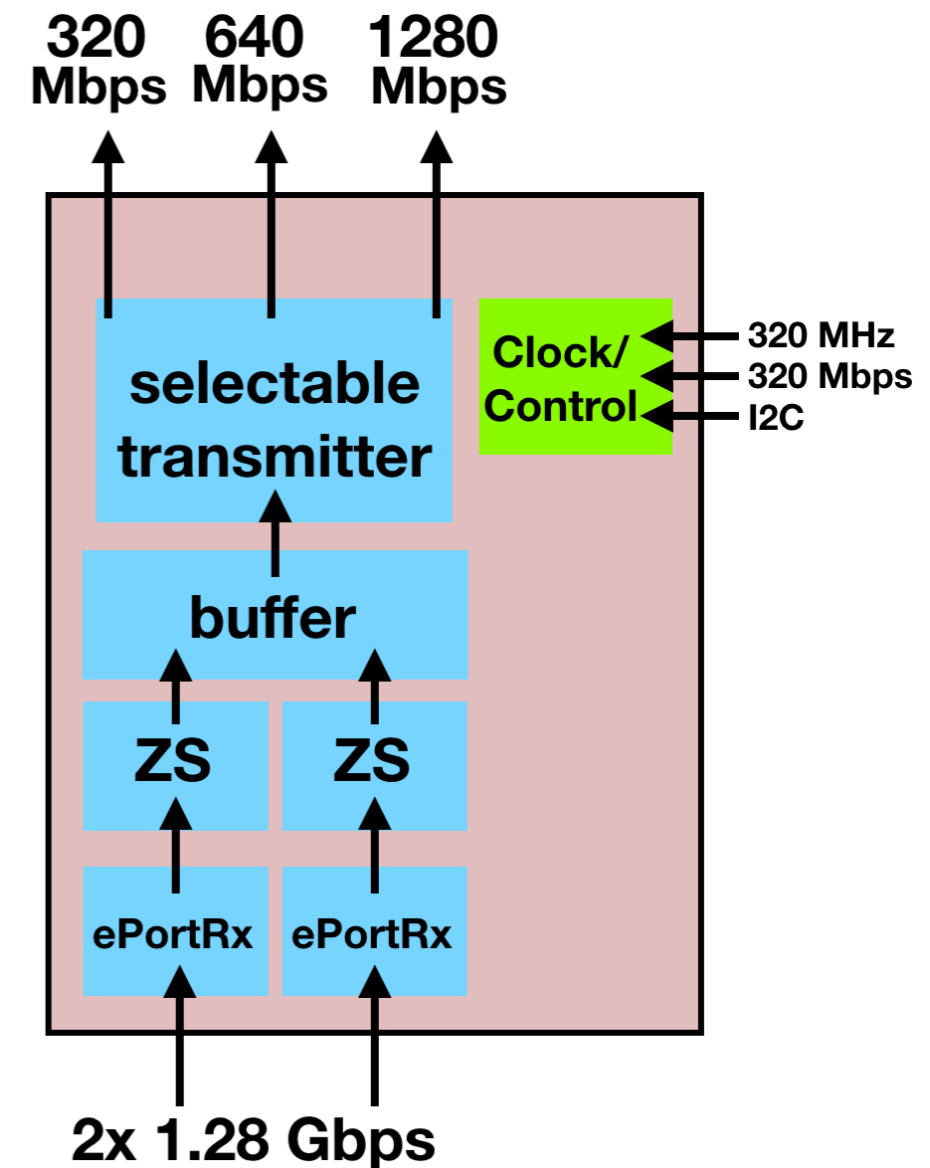 320 640 1280
Mbps Mbps Mbps
selectable
transmitter
Clock/
Control
320 MHz
320 Mbps
I2C
buffer
ZS ZS
ePortRx ePortRx
2x 1.28 Gbps